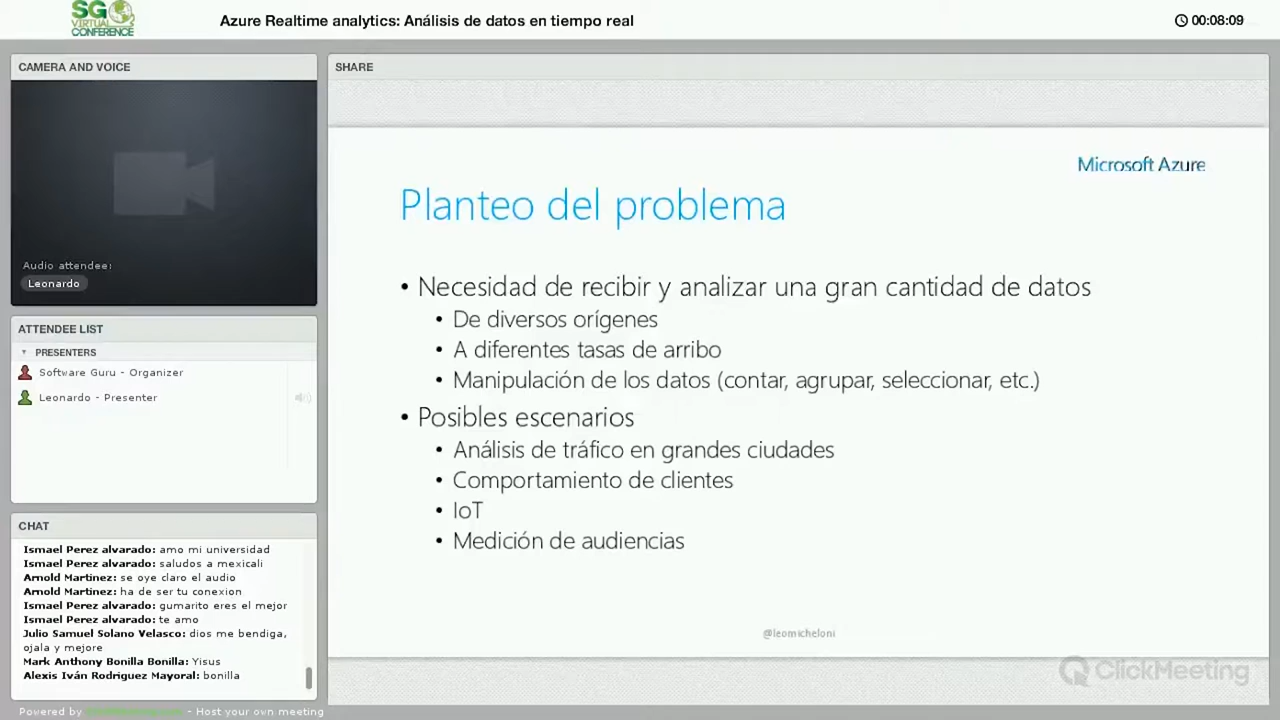 SG
VIRTUAL
CONFERENCE
Azure Realtime analytics: Análisis de datos en tiempo real
00:08:09
CAMERA AND VOICE
Audio attendee:
Leonardo
ATTENDEE LIST
PRESENTERS
Software Guru - Organizer
Leonardo - Presenter
CHAT
Ismael Perez alvarado: amo mi universidad
Ismael Perez alvarado: saludos a mexicali
Arnold Martinez: se oye claro el audio
Arnold Martinez: ha de ser tu conexion
Ismael Perez alvarado: gumarito eres el mejor
Ismael Perez alvarado: te amo
Julio Samuel Solano Velasco: dios me bendiga,
ojala y mejore
Mark Anthony Bonilla Bonilla: Yisus
Alexis Iván Rodriguez Mayoral: bonilla
Powered by - Host your own meeting
SHARE
Microsoft Azure
Planteo del problema
• Necesidad de recibir y analizar una gran cantidad de datos
• De diversos orígenes
• A diferentes tasas de arribo
• Manipulación de los datos (contar, agrupar, seleccionar, etc.)
• Posibles escenarios
• Análisis de tráfico en grandes ciudades
• Comportamiento de clientes
• IoT
• Medición de audiencias
@leomicheloni
ClickMeeting